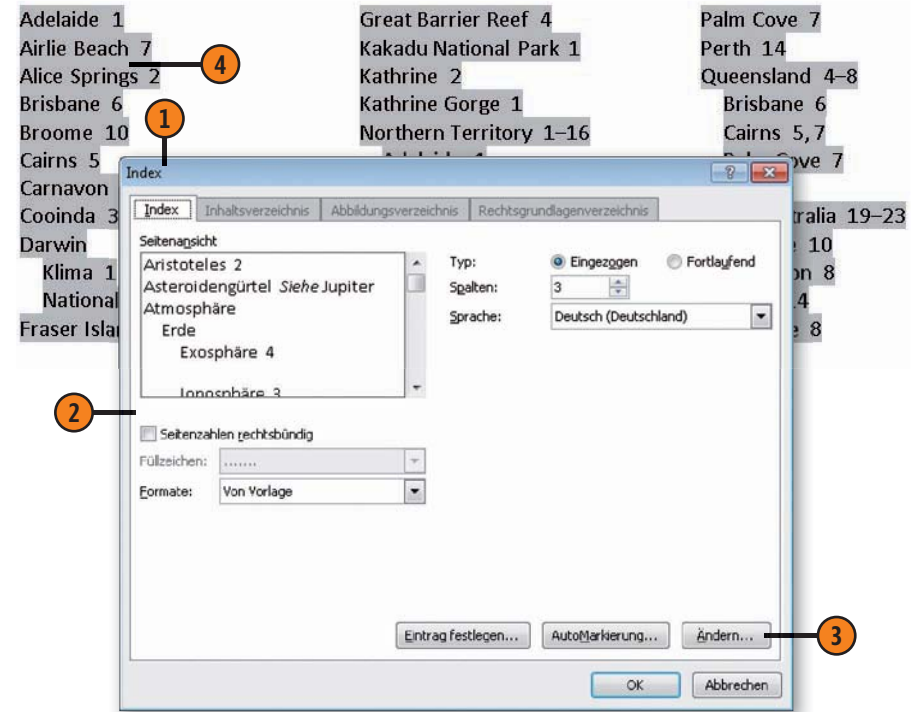 Adelaide 1
Airlie Beach 7
Alice Springs 2
Brisbane 6
Broome 10
Cairns 5
Carnavon
Cooinda 3
Darwin
Klima 1
National
Fraser Islan
Great Barrier Reef 4
Kakadu National Park 1
Kathrine 2
Kathrine Gorge 1
Northern Territory 1–16
Palm Cove 7
Perth 14
Queensland 4–8
Brisbane 6
Cairns 5,7
Palm Cove 7
tralia 19–23
10
on 8
4
8
4
1
2
3
Index
Index
Inhaltsverzeichnis
Abbildungsverzeichnis
Rechtsgrundlagenverzeichnis
Seitenansicht
Aristoteles 2
Asteroidengürtel Siehe Jupiter
Atmosphäre
Erde
Exosphäre 4
Ionosphäre 3
Typ:
Eingezogen
Fortlaufend
Spalten:
3
Sprache:
Deutsch (Deutschland)
Seitenzahlen rechtsbündig
Füllzeichen:
.......
Formate:
Von Vorlage
Eintrag festlegen...
AutoMarkierung...
Ändern...
OK
Abbrechen